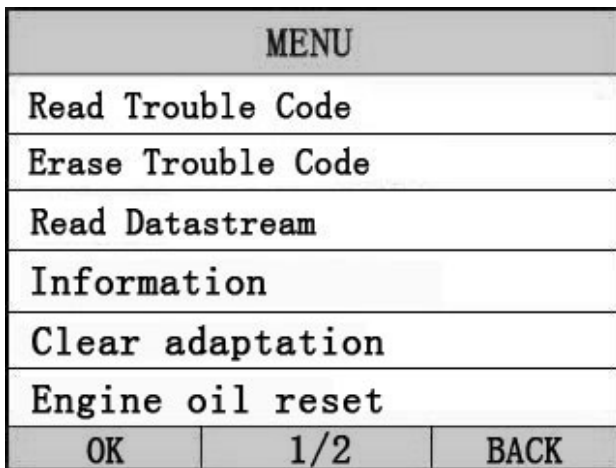 MENU
Read Trouble Code
Erase Trouble Code
Read Datastream
Information
Clear adaptation
Engine oil reset
OK 1/2 BACK